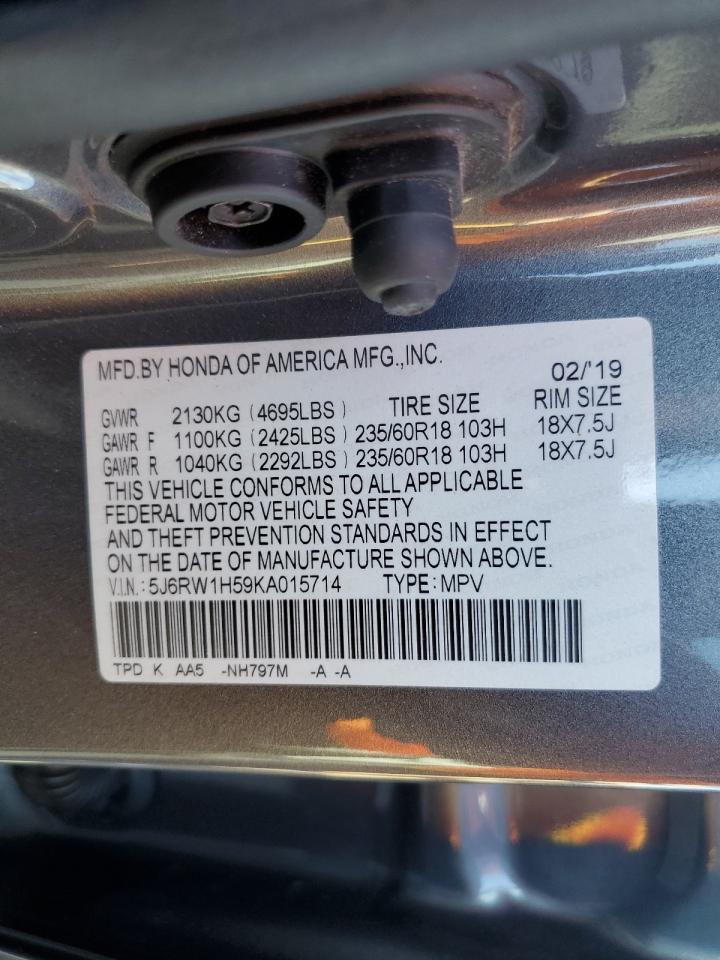 MFD.BY HONDA OF AMERICA MFG.,INC.
02/'19
GVWR 2130KG (4695LBS) TIRE SIZE RIM SIZE
GAWR F 1100KG (2425LBS) 235/60R18 103H 18X7.5J
GAWR R 1040KG (2292LBS) 235/60R18 103H 18X7.5J
THIS VEHICLE CONFORMS TO ALL APPLICABLE
FEDERAL MOTOR VEHICLE SAFETY
AND THEFT PREVENTION STANDARDS IN EFFECT
ON THE DATE OF MANUFACTURE SHOWN ABOVE.
V.I.N.: 5J6RW1H59KA015714 TYPE: MPV
TPD K AA5 -NH797M -A -A